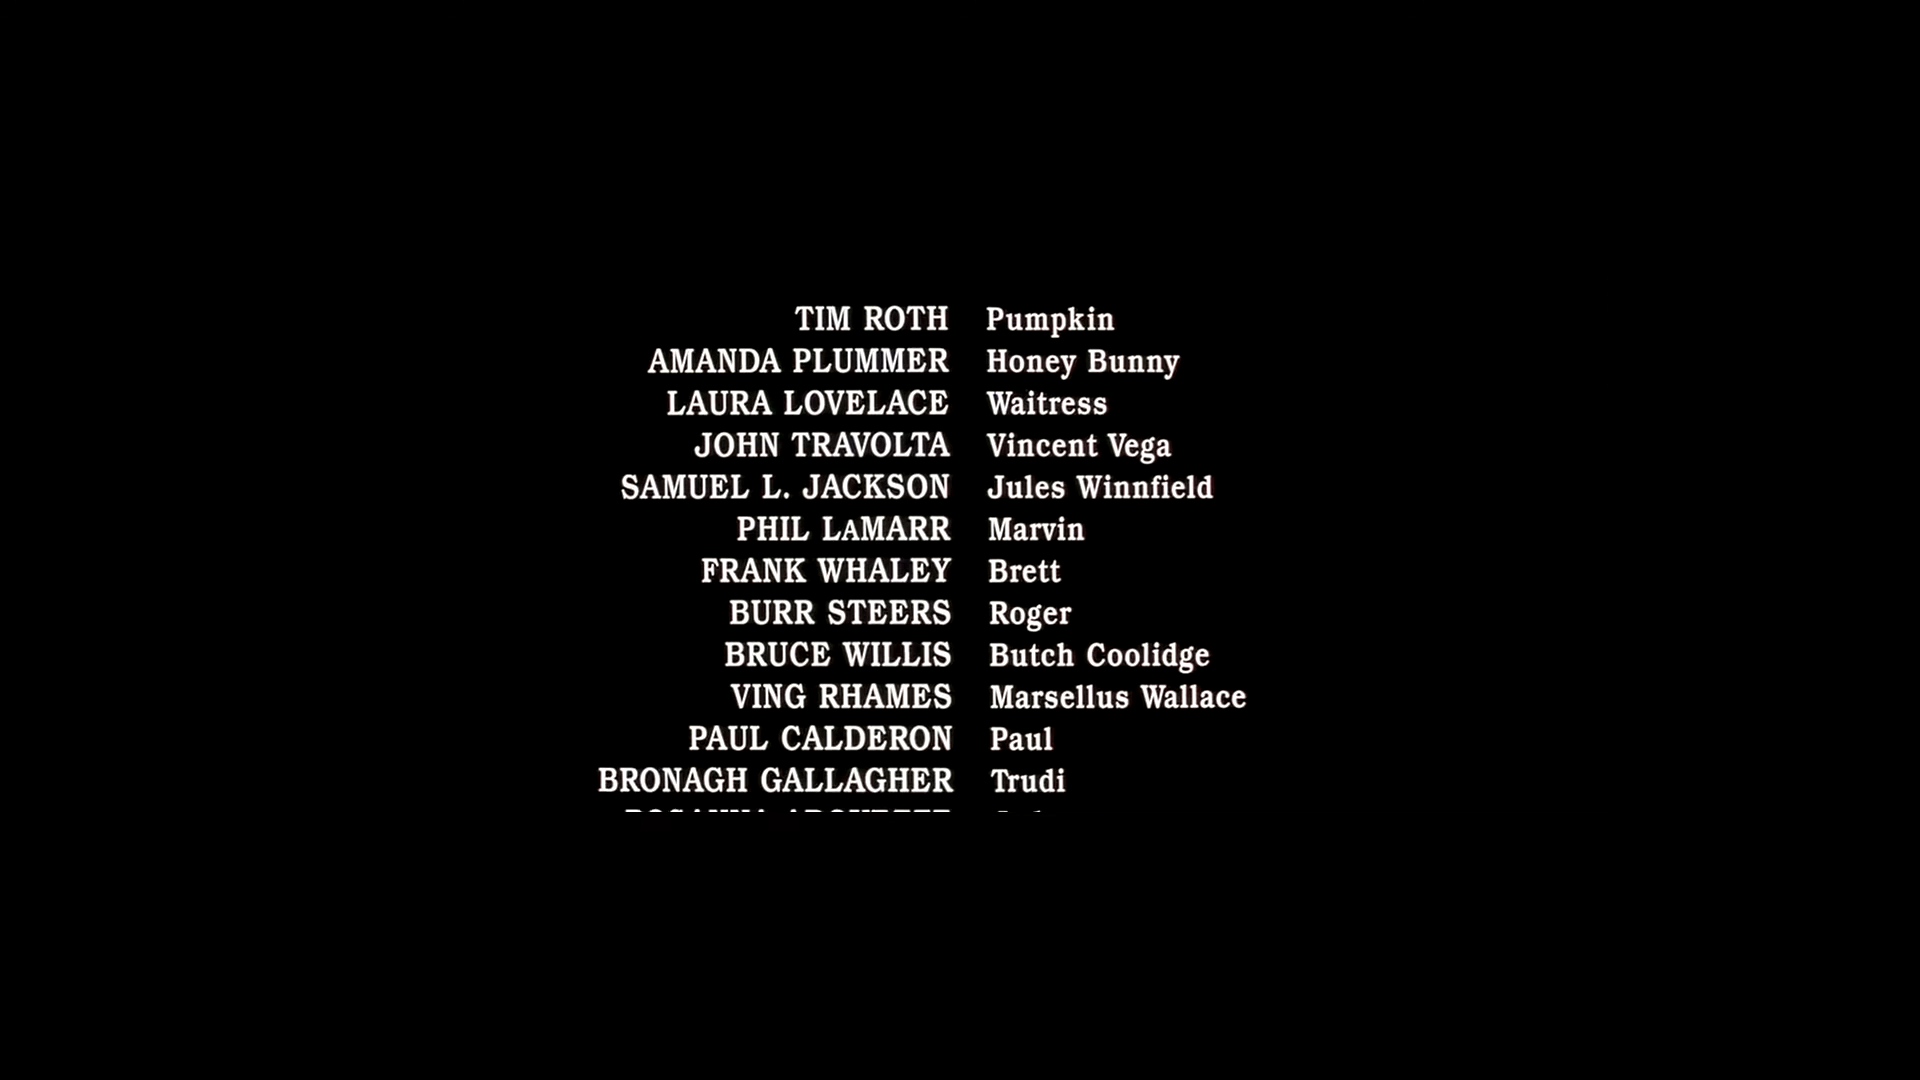 TIM ROTH Pumpkin
AMANDA PLUMMER Honey Bunny
LAURA LOVELACE Waitress
JOHN TRAVOLTA Vincent Vega
SAMUEL L. JACKSON Jules Winnfield
PHIL LAMARR Marvin
FRANK WHALEY Brett
BURR STEERS Roger
BRUCE WILLIS Butch Coolidge
VING RHAMES Marsellus Wallace
PAUL CALDERON Paul
BRONAGH GALLAGHER Trudi